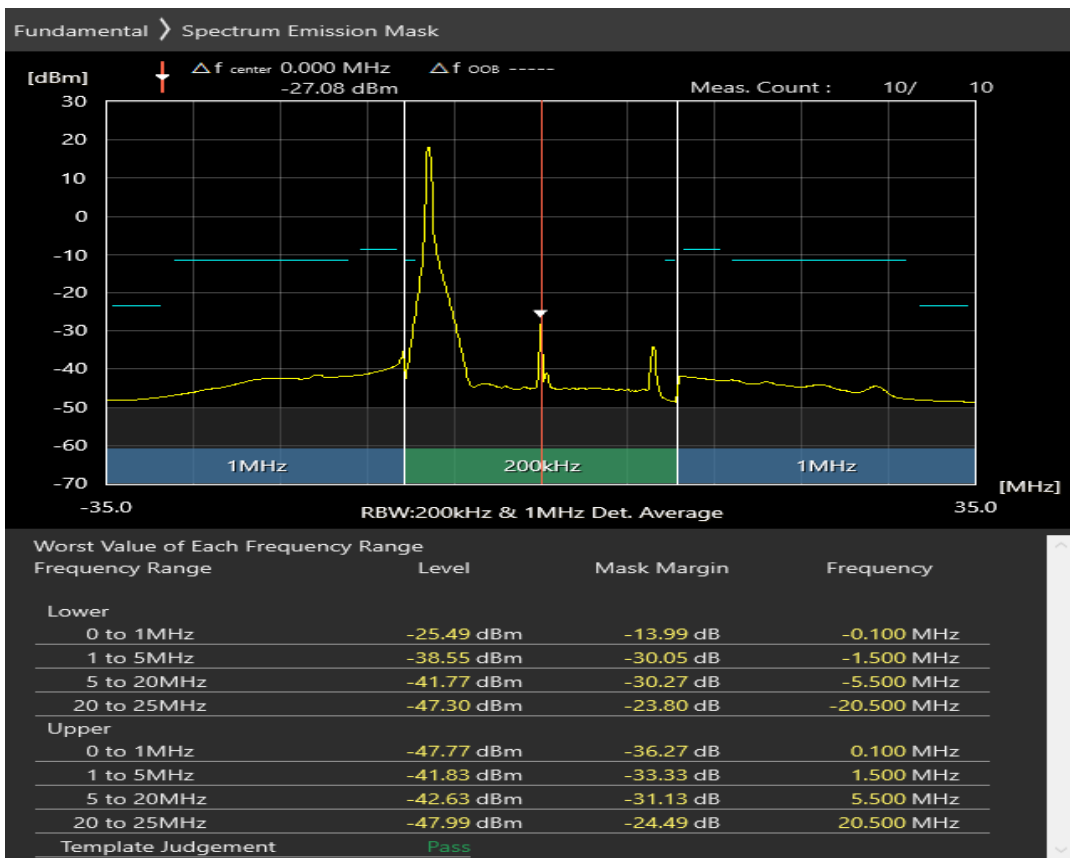 Fundamental 〉 Spectrum Emission Mask
[dBm]
△f center 0.000 MHz △f OOB -----
-27.08 dBm
Meas. Count : 10/ 10
30
20
10
0
-10
-20
-30
-40
-50
-60
-70
1MHz 200kHz 1MHz
[MHz]
-35.0 35.0
RBW:200kHz & 1MHz Det. Average
Worst Value of Each Frequency Range
Frequency Range Level Mask Margin Frequency
Lower
0 to 1MHz -25.49 dBm -13.99 dB -0.100 MHz
1 to 5MHz -38.55 dBm -30.05 dB -1.500 MHz
5 to 20MHz -41.77 dBm -30.27 dB -5.500 MHz
20 to 25MHz -47.30 dBm -23.80 dB -20.500 MHz
Upper
0 to 1MHz -47.77 dBm -36.27 dB 0.100 MHz
1 to 5MHz -41.83 dBm -33.33 dB 1.500 MHz
5 to 20MHz -42.63 dBm -31.13 dB 5.500 MHz
20 to 25MHz -47.99 dBm -24.49 dB 20.500 MHz
Template Judgement Pass